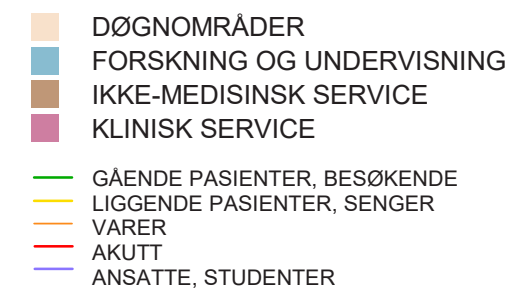 DØGNOMRÅDER
FORSKNING OG UNDERVISNING
IKKE-MEDISINSK SERVICE
KLINISK SERVICE
GÅENDE PASIENTER, BESØKENDE
LIGGENDE PASIENTER, SENGER
VARER
AKUTT
ANSATTE, STUDENTER